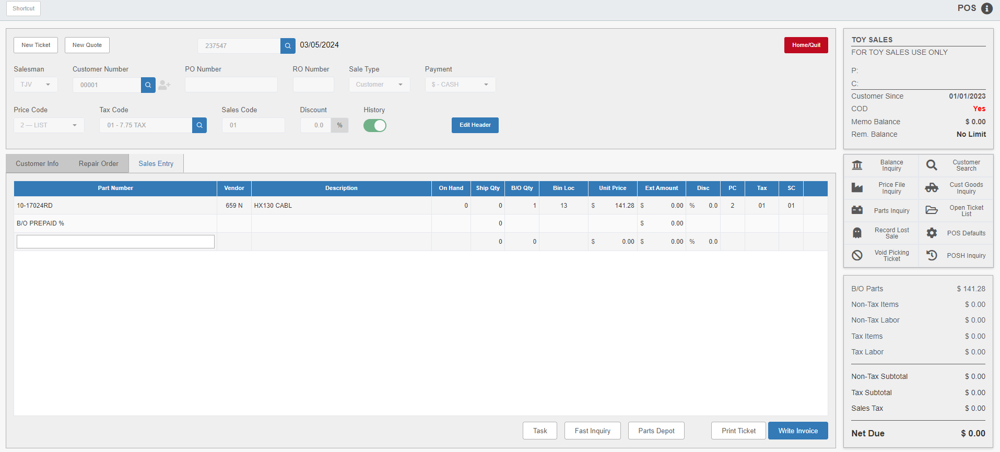 Shortcut
POS
New Ticket New Quote 237547 03/05/2024 Home/Quit
Salesman Customer Number PO Number RO Number Sale Type Payment
TJV 00001 Customer $ - CASH
Price Code Tax Code Sales Code Discount History
2 — LIST 01 - 7.75 TAX 01 0.0 % Edit Header
TOY SALES
FOR TOY SALES USE ONLY
P:
C:
Customer Since 01/01/2023
COD Yes
Memo Balance $ 0.00
Rem. Balance No Limit
Customer Info Repair Order Sales Entry
Part Number Vendor Description On Hand Ship Qty B/O Qty Bin Loc Unit Price Ext Amount Disc PC Tax SC
10-17024RD 659 N HX130 CABL 0 0 1 13 $ 141.28 $ 0.00 % 0.0 2 01 01
B/O PREPAID % 0 $ 0.00
0 0 $ 0.00 $ 0.00 % 0.0
Task Fast Inquiry Parts Depot Print Ticket Write Invoice
Balance
Inquiry
Customer
Search
Price File
Inquiry
Cust Goods
Inquiry
Parts Inquiry
Open Ticket
List
Record Lost
Sale
POS Defaults
Void Picking
Ticket
POSH Inquiry
B/O Parts $ 141.28
Non-Tax Items $ 0.00
Non-Tax Labor $ 0.00
Tax Items $ 0.00
Tax Labor $ 0.00
Non-Tax Subtotal $ 0.00
Tax Subtotal $ 0.00
Sales Tax $ 0.00
Net Due $ 0.00